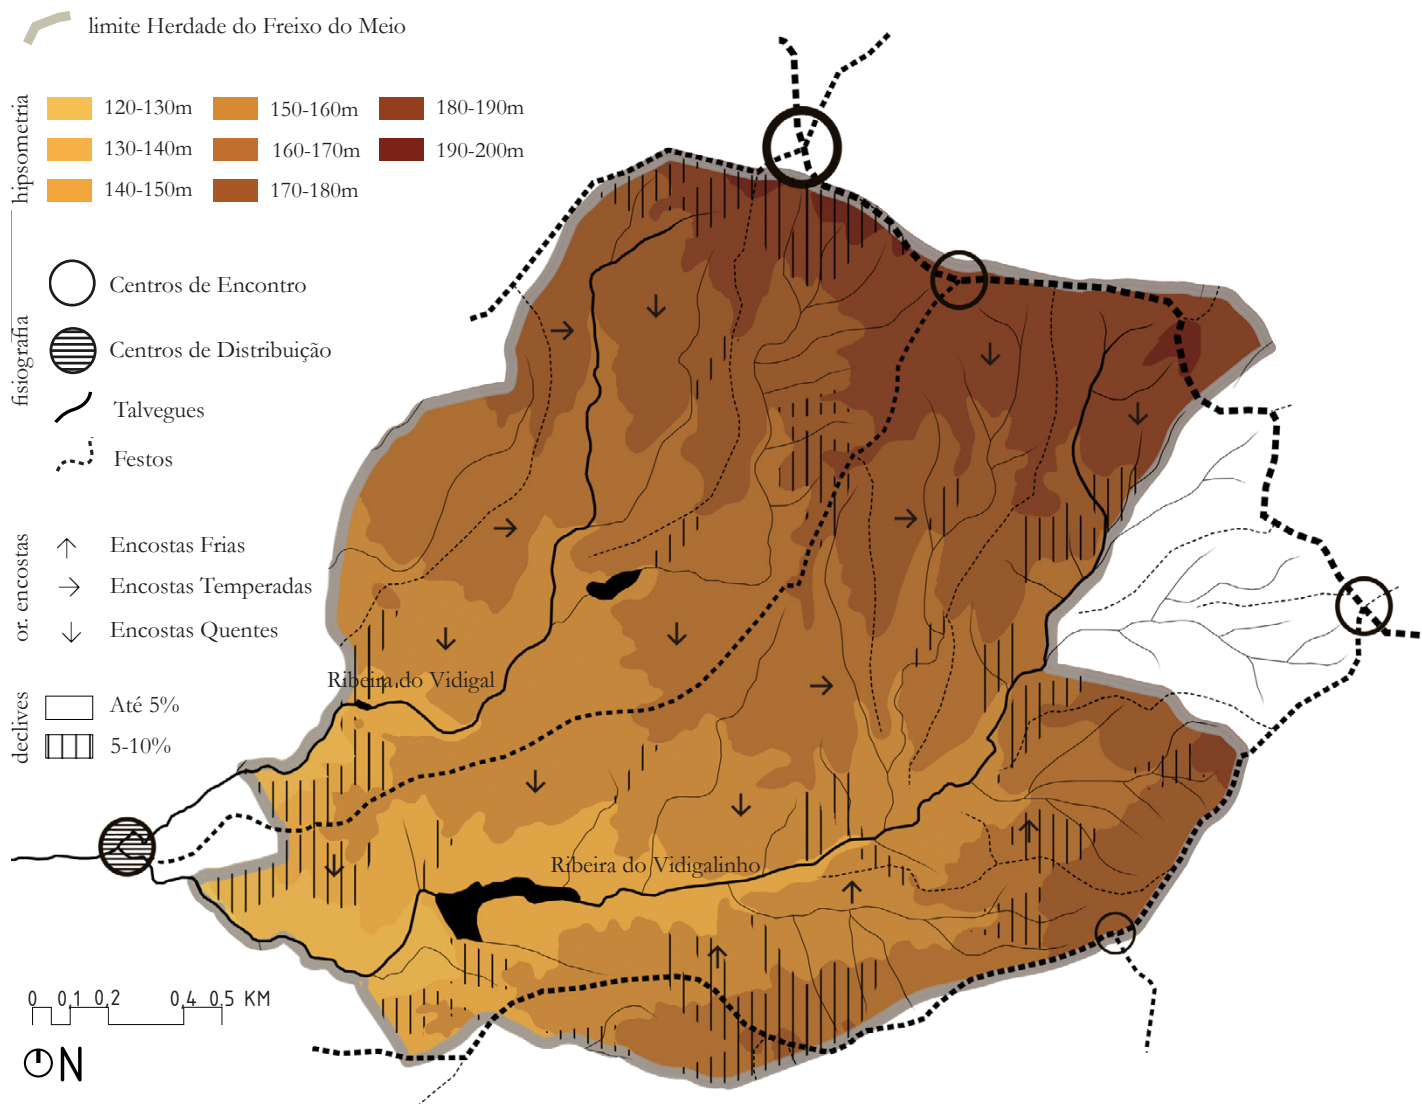 limite Herdade do Freixo do Meio
hipsometria
120-130m
150-160m
180-190m
130-140m
160-170m
190-200m
140-150m
170-180m
fisiografia
Centros de Encontro
Centros de Distribuição
Talvegues
Festos
or. encostas
Encostas Frias
Encostas Temperadas
Encostas Quentes
declives
Até 5%
5-10%
Ribeira do Vidigal
Ribeira do Vidigalinho
0 0,1 0,2 0,4 0,5 KM
N